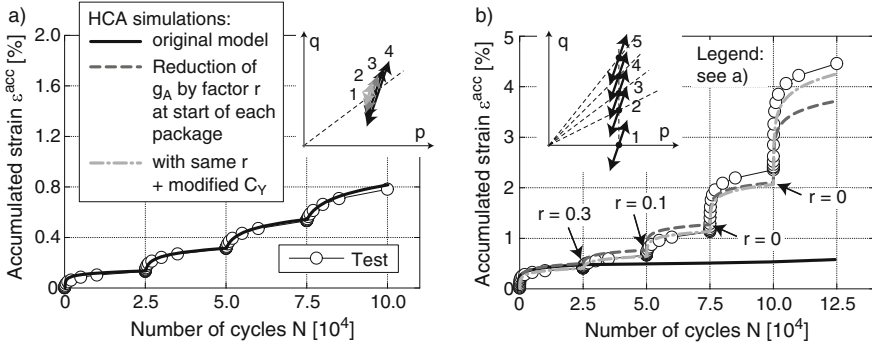 a)
Accumulated strain ε^acc [%]
2.0
1.6
1.2
0.8
0.4
0
HCA simulations:
original model
Reduction of
g_A by factor r
at start of each
package
with same r
+ modified C_Y
q
p
1
2
3
4
Test
0
2.5
5.0
7.5
10.0
Number of cycles N [10^4]
b)
Accumulated strain ε^acc [%]
5
4
3
2
1
0
q
p
5
4
3
2
1
Legend:
see a)
r = 0.3
r = 0.1
r = 0
r = 0
0
2.5
5.0
7.5
10.0
12.5
Number of cycles N [10^4]